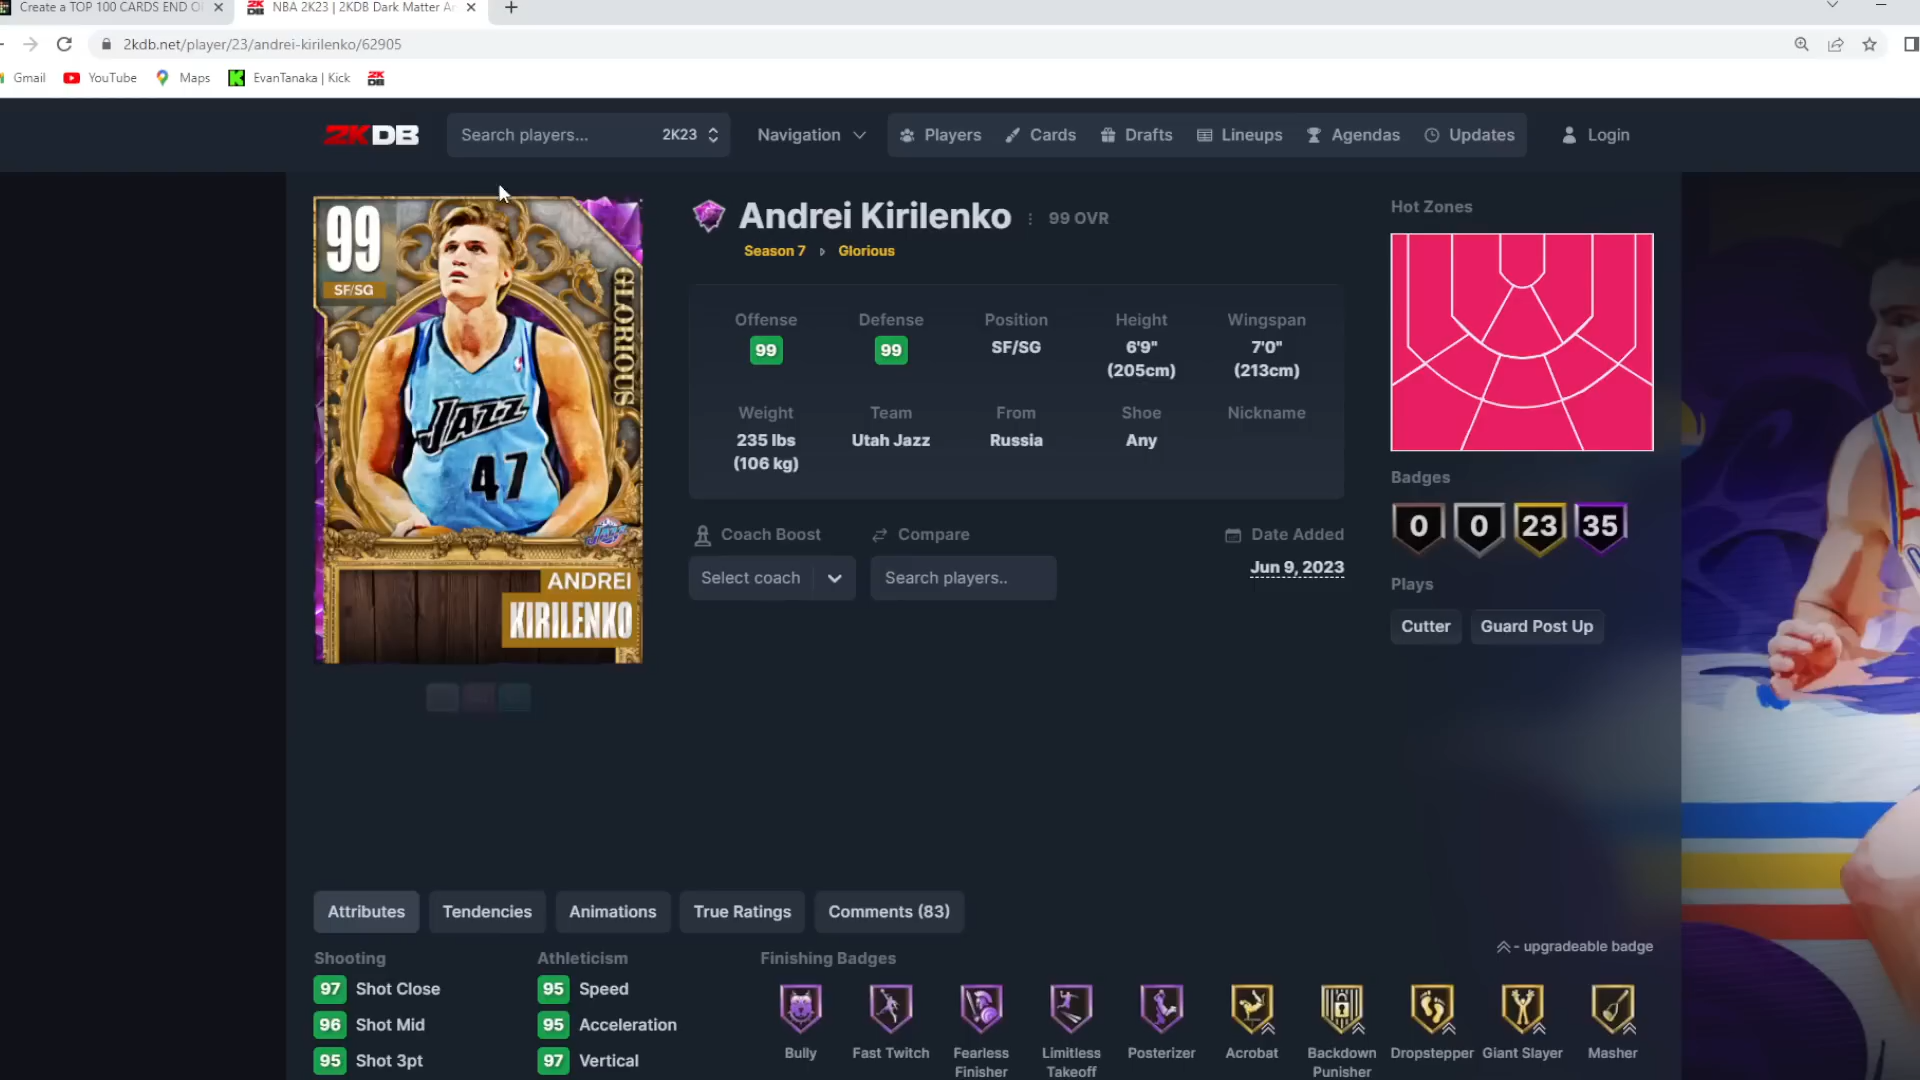 Create a TOP 100 CARDS END O
NBA 2K23 | 2KDB Dark Matter An
2kdb.net/player/23/andrei-kirilenko/62905
Gmail
YouTube
Maps
EvanTanaka | Kick
2K DB
2KDB
Search players...
2K23
Navigation
Players
Cards
Drafts
Lineups
Agendas
Updates
Login
99
SF/SG
GLORIOUS
JAZZ
47
ANDREI
KIRILENKO
Andrei Kirilenko
99 OVR
Season 7
Glorious
Offense
Defense
Position
Height
Wingspan
99
99
SF/SG
6'9"
7'0"
(205cm)
(213cm)
Weight
Team
From
Shoe
Nickname
235 lbs
Utah Jazz
Russia
Any
(106 kg)
Coach Boost
Compare
Date Added
Select coach
Search players..
Jun 9, 2023
Hot Zones
Badges
0
0
23
35
Plays
Cutter
Guard Post Up
Attributes
Tendencies
Animations
True Ratings
Comments (83)
- upgradeable badge
Shooting
97 Shot Close
96 Shot Mid
95 Shot 3pt
Athleticism
95 Speed
95 Acceleration
97 Vertical
Finishing Badges
Bully
Fast Twitch
Fearless
Finisher
Limitless
Takeoff
Posterizer
Acrobat
Backdown
Punisher
Dropstepper
Giant Slayer
Masher